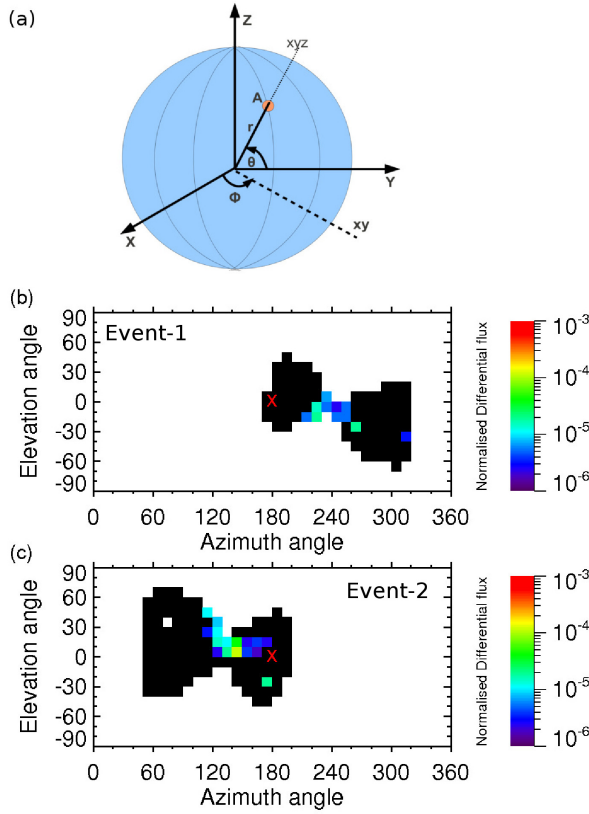 (a)
Z
xyz
A
r
θ
Y
Φ
X
xy
(b)
Event-1
Elevation angle
90
60
30
0
-30
-60
-90
0 60 120 180 240 300 360
Azimuth angle
X
Normalised Differential flux
10^-3
10^-4
10^-5
10^-6
(c)
Event-2
Elevation angle
90
60
30
0
-30
-60
-90
0 60 120 180 240 300 360
Azimuth angle
X
Normalised Differential flux
10^-3
10^-4
10^-5
10^-6